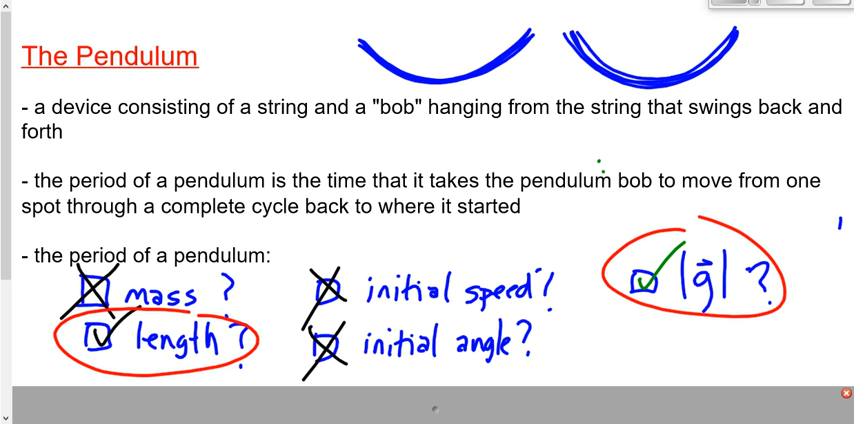 The Pendulum
- a device consisting of a string and a "bob" hanging from the string that swings back and
forth
- the period of a pendulum is the time that it takes the pendulum bob to move from one
spot through a complete cycle back to where it started
- the period of a pendulum:
mass ?
initial speed?
|g⃗| ?
length ?
initial angle?